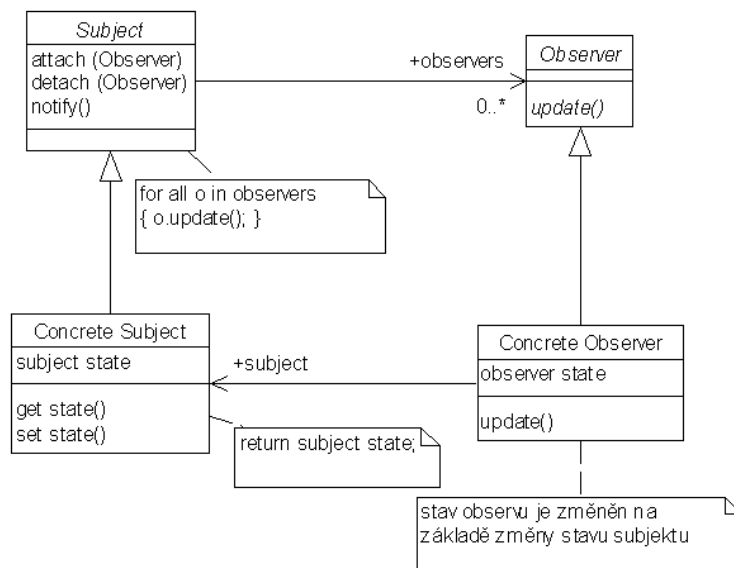 Subject
attach (Observer)
detach (Observer)
notify()
+observers
0..*
Observer
update()
for all o in observers
{ o.update(); }
Concrete Subject
subject state
get state()
set state()
+subject
return subject state;
Concrete Observer
observer state
update()
stav observu je změněn na
základě změny stavu subjektu